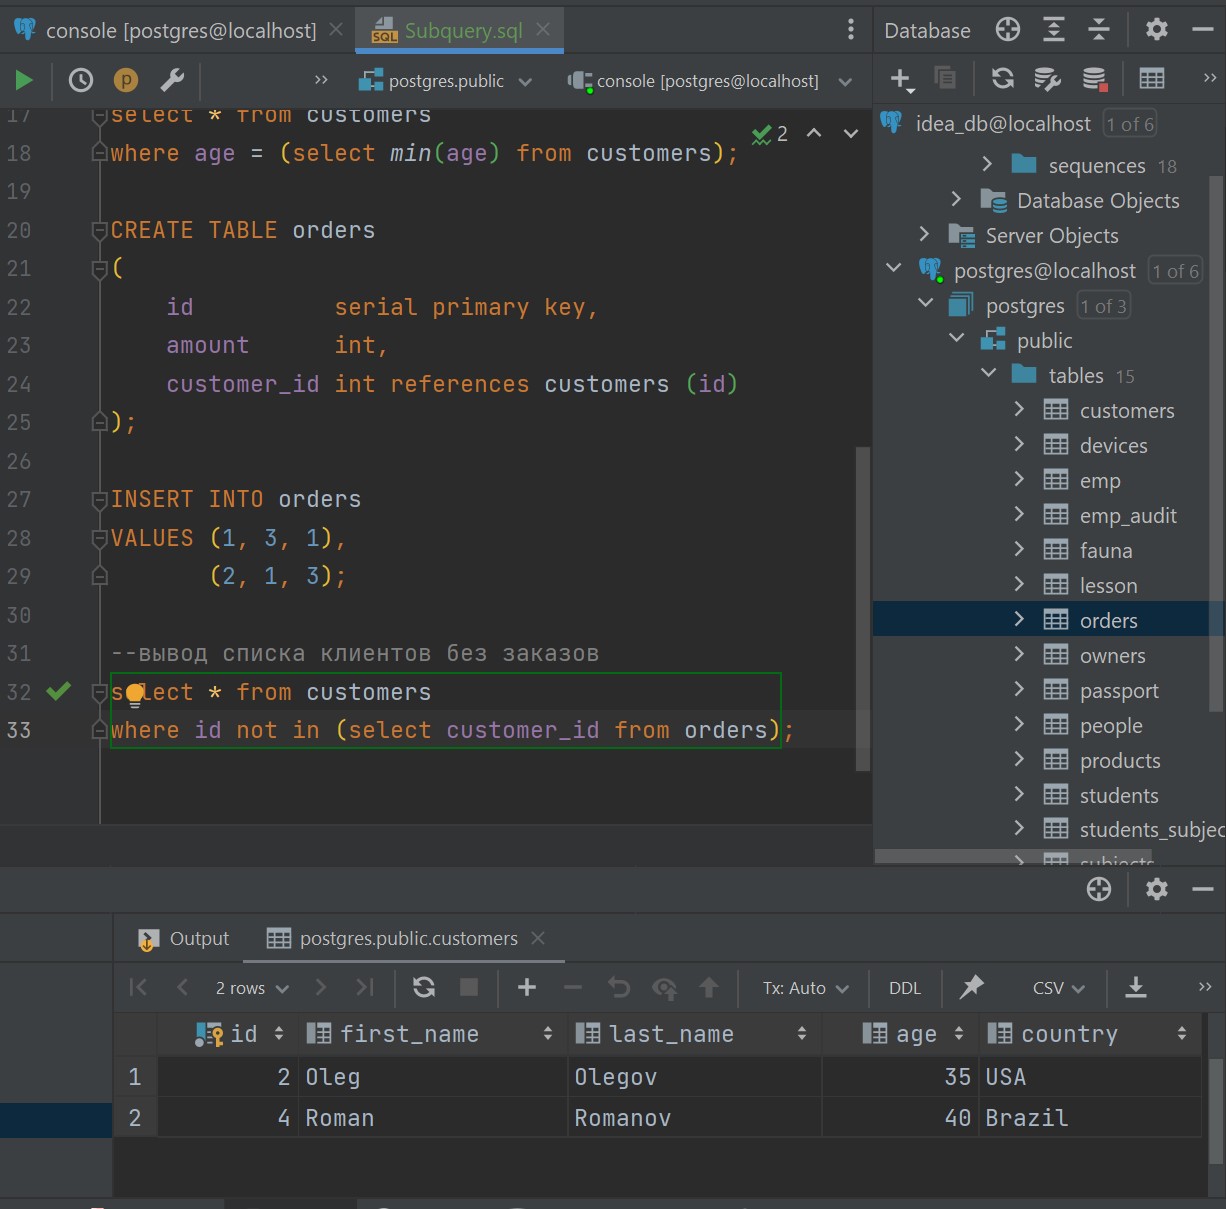 console [postgres@localhost]
Subquery.sql
Database
postgres.public
console [postgres@localhost]
17 select * from customers
18 where age = (select min(age) from customers);
2
19
20 CREATE TABLE orders
21 (
22 id serial primary key,
23 amount int,
24 customer_id int references customers (id)
25 );
26
27 INSERT INTO orders
28 VALUES (1, 3, 1),
29 (2, 1, 3);
30
31 --вывод списка клиентов без заказов
32 select * from customers
33 where id not in (select customer_id from orders);
idea_db@localhost 1 of 6
sequences 18
Database Objects
Server Objects
postgres@localhost 1 of 6
postgres 1 of 3
public
tables 15
customers
devices
emp
emp_audit
fauna
lesson
orders
owners
passport
people
products
students
students_subjec
subjects
Output
postgres.public.customers
2 rows
Tx: Auto
DDL
CSV
id first_name last_name age country
1 2 Oleg Olegov 35 USA
2 4 Roman Romanov 40 Brazil